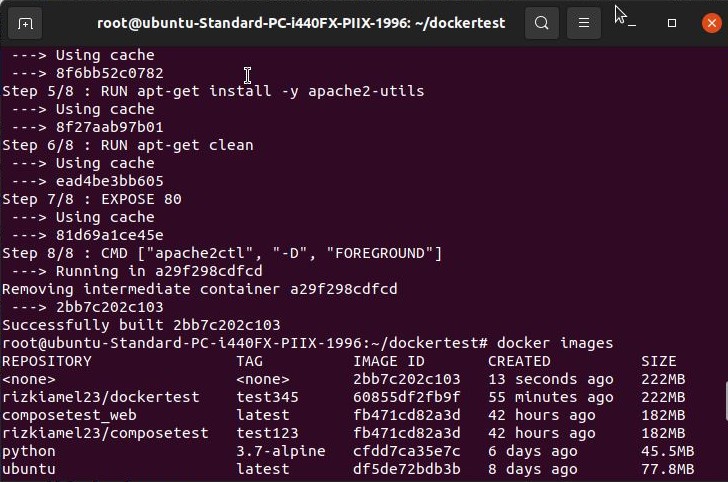 root@ubuntu-Standard-PC-i440FX-PIIX-1996: ~/dockertest
---> Using cache
---> 8f6bb52c0782
Step 5/8 : RUN apt-get install -y apache2-utils
---> Using cache
---> 8f27aab97b01
Step 6/8 : RUN apt-get clean
---> Using cache
---> ead4be3bb605
Step 7/8 : EXPOSE 80
---> Using cache
---> 81d69a1ce45e
Step 8/8 : CMD ["apache2ctl", "-D", "FOREGROUND"]
---> Running in a29f298cdfcd
Removing intermediate container a29f298cdfcd
---> 2bb7c202c103
Successfully built 2bb7c202c103
root@ubuntu-Standard-PC-i440FX-PIIX-1996:~/dockertest# docker images
REPOSITORY TAG IMAGE ID CREATED SIZE
<none> <none> 2bb7c202c103 13 seconds ago 222MB
rizkiamel23/dockertest test345 60855df2fb9f 55 minutes ago 222MB
composetest_web latest fb471cd82a3d 42 hours ago 182MB
rizkiamel23/composetest test123 fb471cd82a3d 42 hours ago 182MB
python 3.7-alpine cfdd7ca35e7c 6 days ago 45.5MB
ubuntu latest df5de72bdb3b 8 days ago 77.8MB